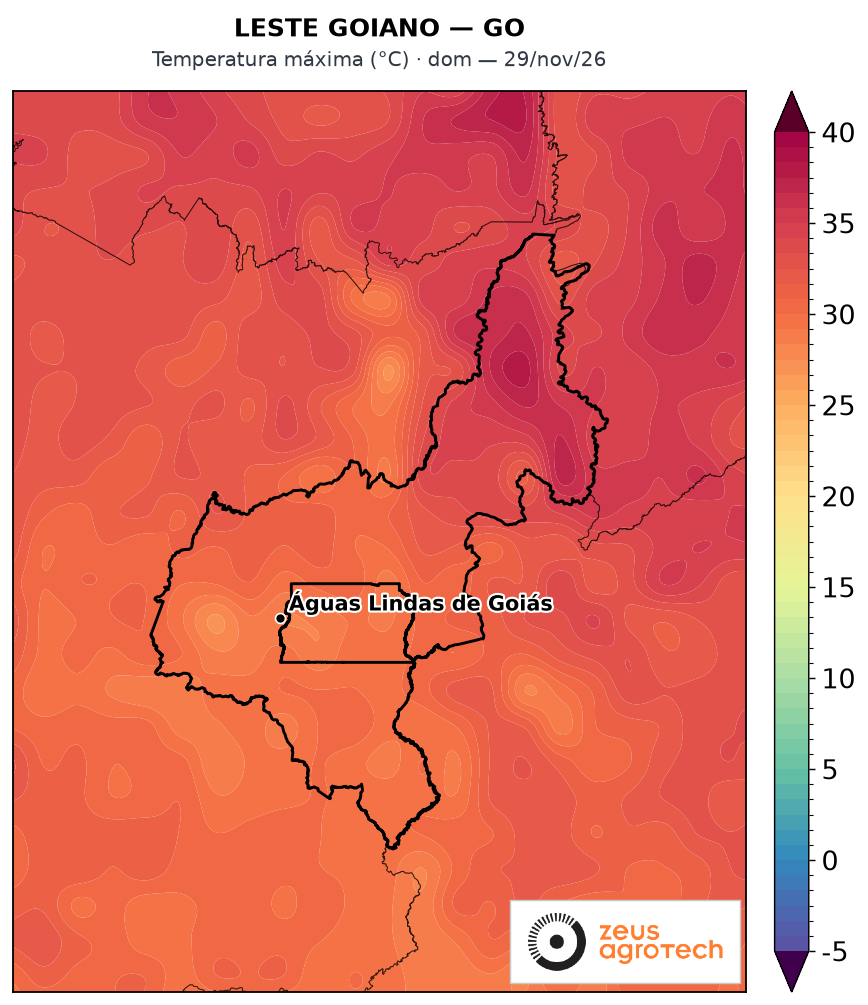 LESTE GOIANO — GO
Temperatura máxima (°C) · dom — 29/nov/26
40
35
30
25
20
15
10
5
0
-5
Águas Lindas de Goiás
zeus
agrotech